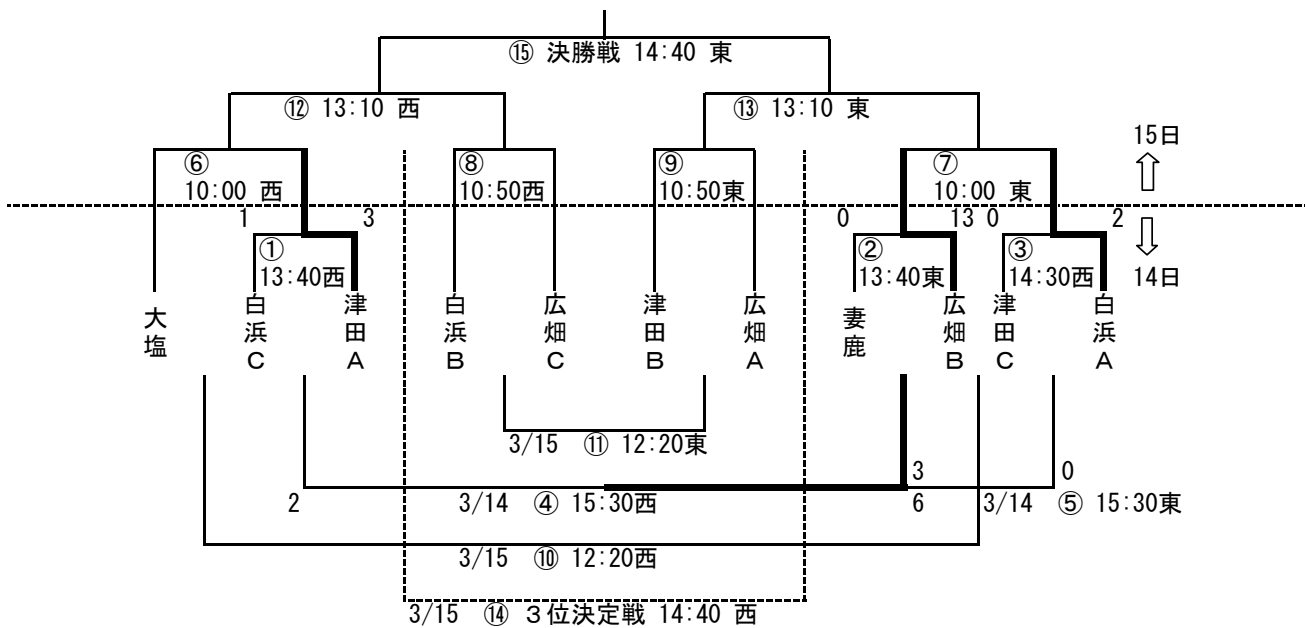 ⑮ 決勝戦 14:40 東
⑫ 13:10 西
⑬ 13:10 東
15日
⑥
10:00 西
⑧
10:50西
⑨
10:50東
⑦
10:00 東
1
3
0
13
0
2
①
13:40西
②
13:40東
③
14:30西
14日
大塩
白浜C
津田A
白浜B
広畑C
津田B
広畑A
妻鹿
広畑B
津田C
白浜A
3/15 ⑪ 12:20東
3
0
2
3/14 ④ 15:30西
6
3/14 ⑤ 15:30東
3/15 ⑩ 12:20西
3/15 ⑭ 3位決定戦 14:40 西